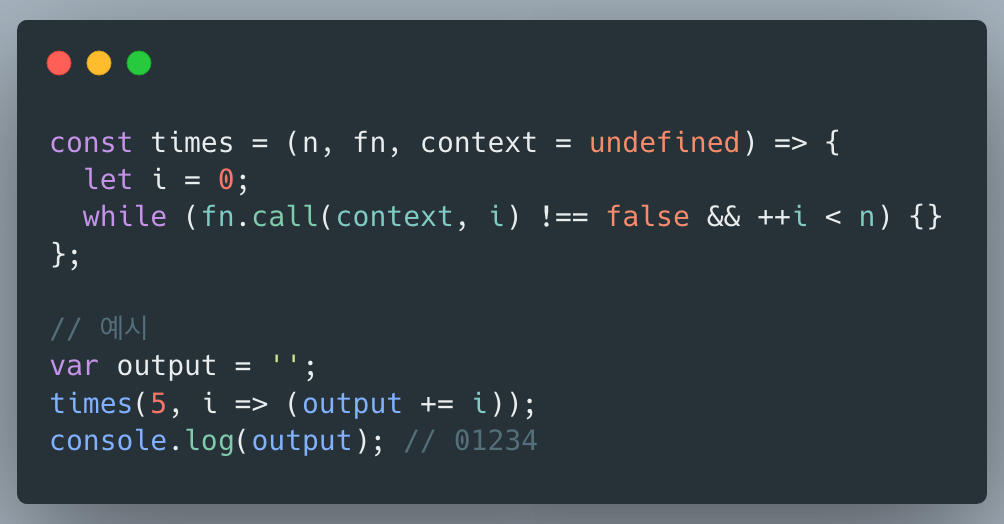 const times = (n, fn, context = undefined) => {
  let i = 0;
  while (fn.call(context, i) !== false && ++i < n) {}
};

// 예시
var output = '';
times(5, i => (output += i));
console.log(output); // 01234